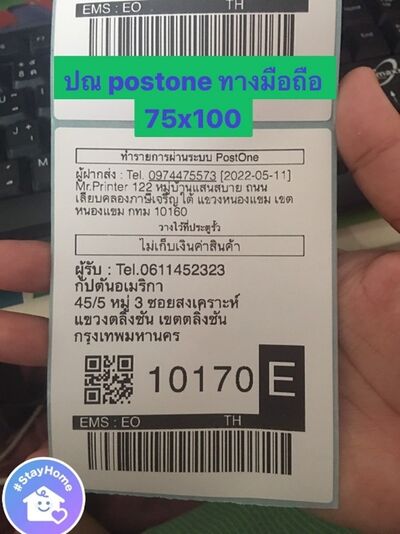 EMS : EO TH
ปณ postone ทางมือถือ
75x100
ทำรายการผ่านระบบ PostOne
ผู้ฝากส่ง : Tel. 0974475573 [2022-05-11]
Mr.Printer 122 หมู่บ้านแสนสบาย ถนน
เลียบคลองภาษีเจริญใต้ แขวงหนองแขม เขต
หนองแขม กทม 10160
วางไว้ที่ประตูรั้ว
ไม่เก็บเงินค่าสินค้า
ผู้รับ : Tel.0611452323
กัปตันอเมริกา
45/5 หมู่ 3 ซอยสงเคราะห์
แขวงตลิ่งชัน เขตตลิ่งชัน
กรุงเทพมหานคร
10170 E
EMS : EO TH
#StayHome